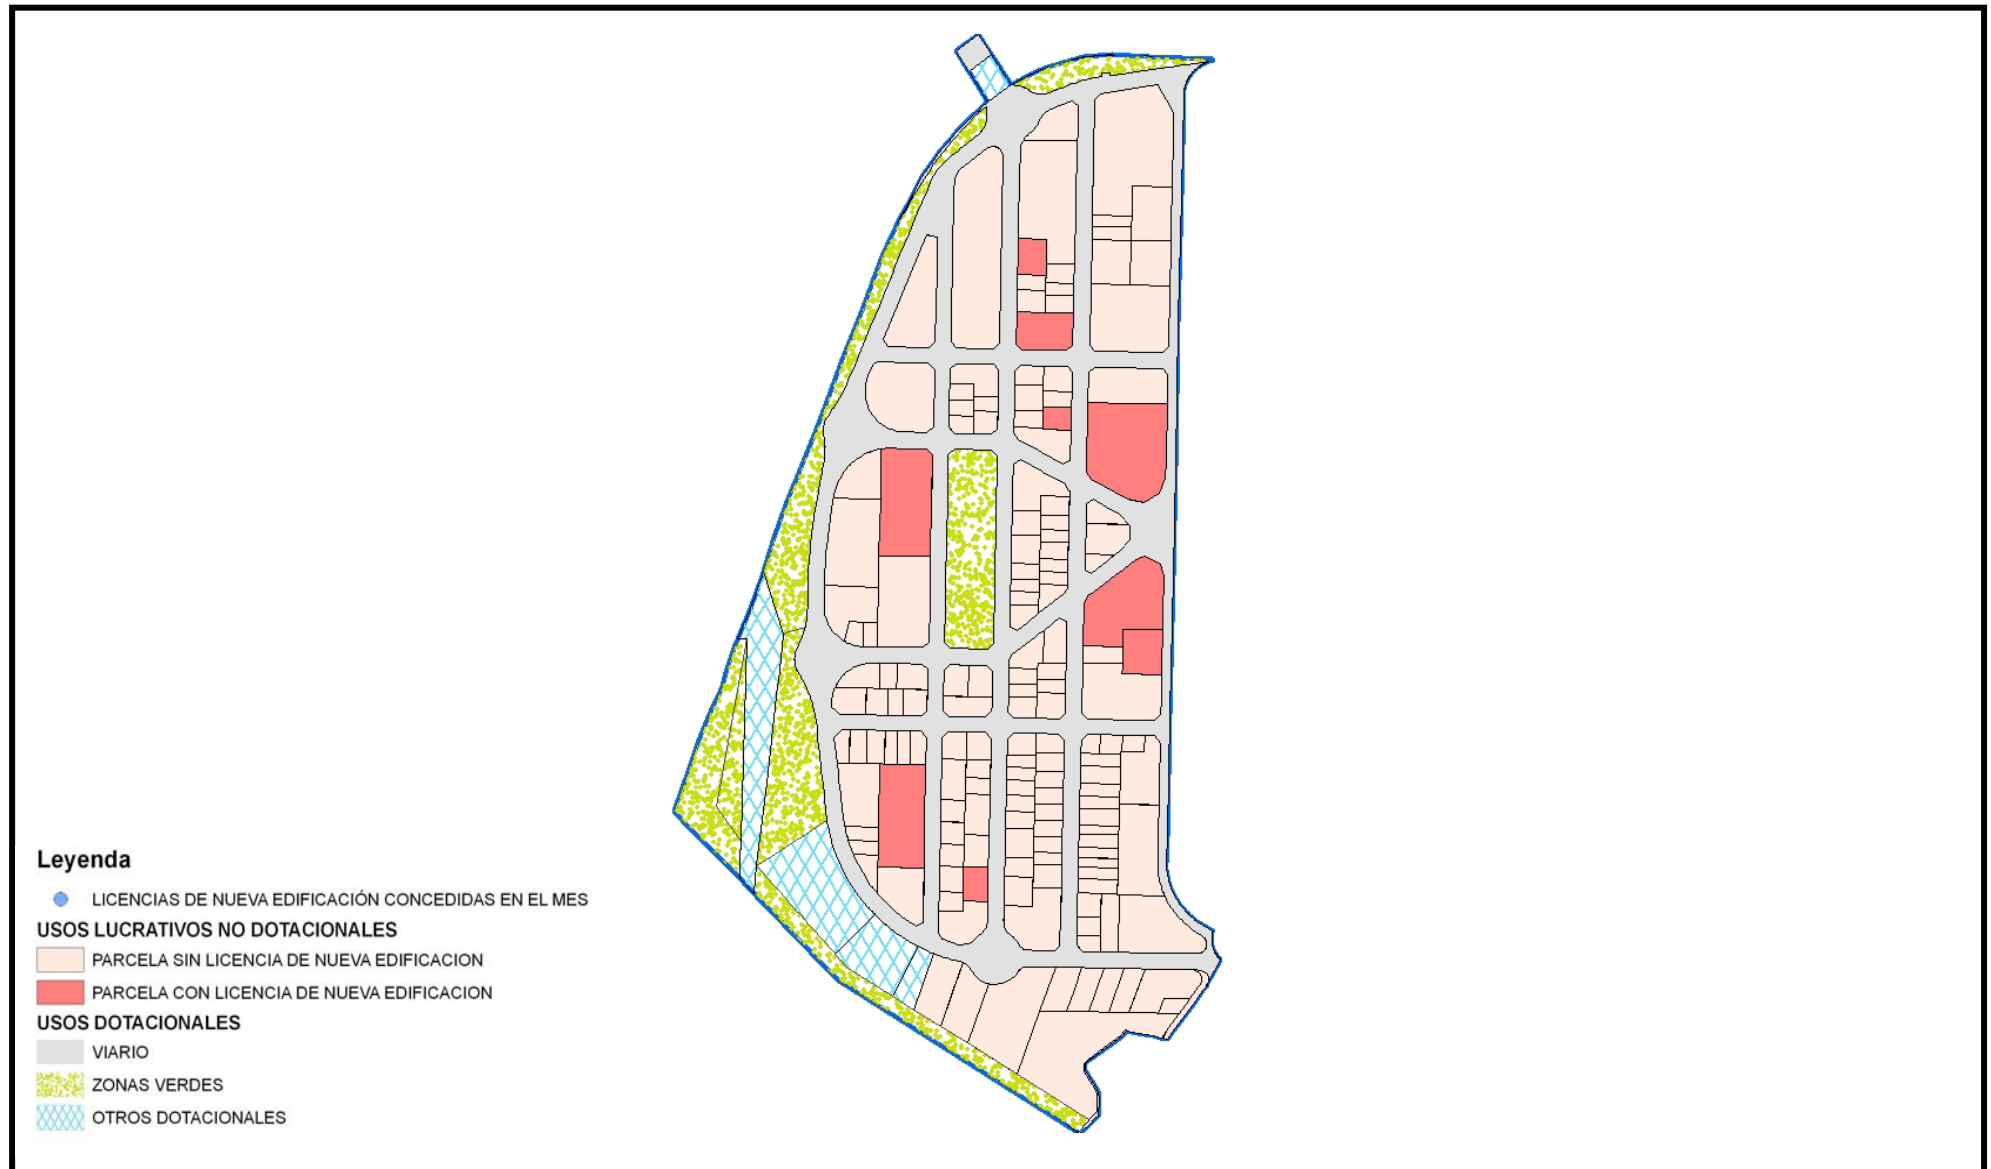 Leyenda
LICENCIAS DE NUEVA EDIFICACIÓN CONCEDIDAS EN EL MES
USOS LUCRATIVOS NO DOTACIONALES
PARCELA SIN LICENCIA DE NUEVA EDIFICACION
PARCELA CON LICENCIA DE NUEVA EDIFICACION
USOS DOTACIONALES
VIARIO
ZONAS VERDES
OTROS DOTACIONALES